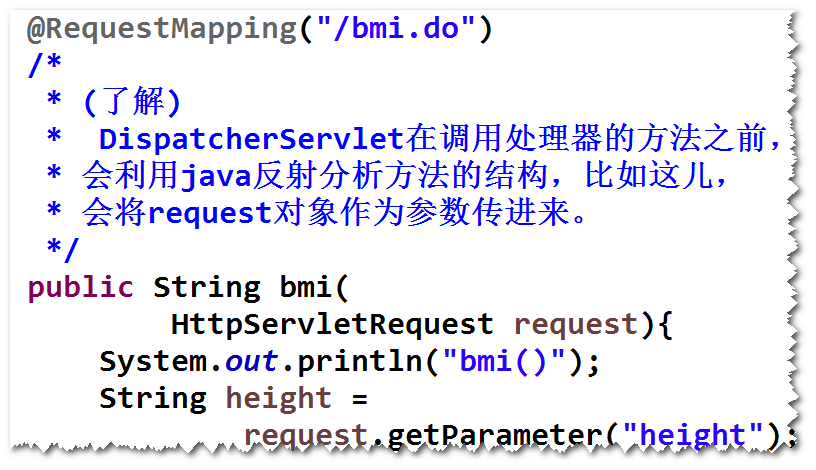 @RequestMapping("/bmi.do")
/*
 * (了解)
 *  DispatcherServlet在调用处理器的方法之前，
 * 会利用java反射分析方法的结构，比如这儿，
 * 会将request对象作为参数传进来。
 */
public String bmi(
        HttpServletRequest request){
    System.out.println("bmi()");
    String height =
            request.getParameter("height");